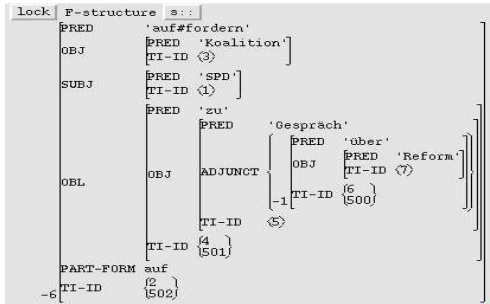 lock F-structure s::
PRED 'auf#fordern'
OBJ PRED 'Koalition'
TI-ID 3
SUBJ PRED 'SPD'
TI-ID 1
PRED 'zu'
PRED 'Gespräch'
PRED 'über'
OBL OBJ ADJUNCT OBJ PRED 'Reform'
TI-ID 7
-1 TI-ID 6
500
TI-ID 5
TI-ID 4
501
PART-FORM auf
-6 TI-ID 2
502